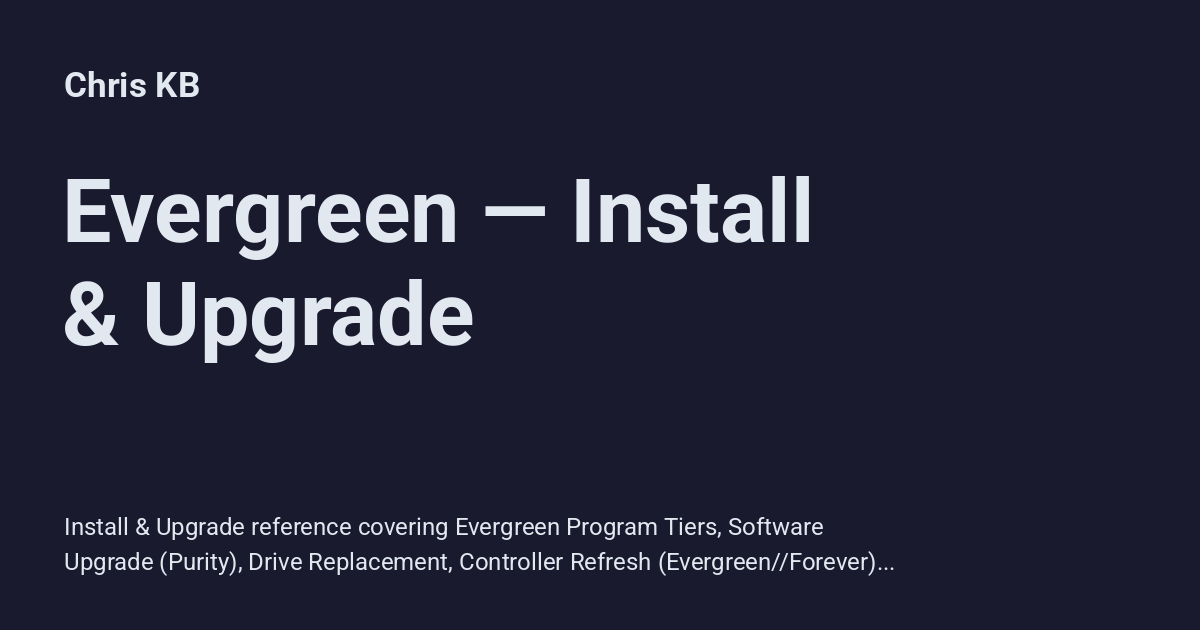 Chris KB
Evergreen — Install
& Upgrade
Install & Upgrade reference covering Evergreen Program Tiers, Software
Upgrade (Purity), Drive Replacement, Controller Refresh (Evergreen//Forever)...